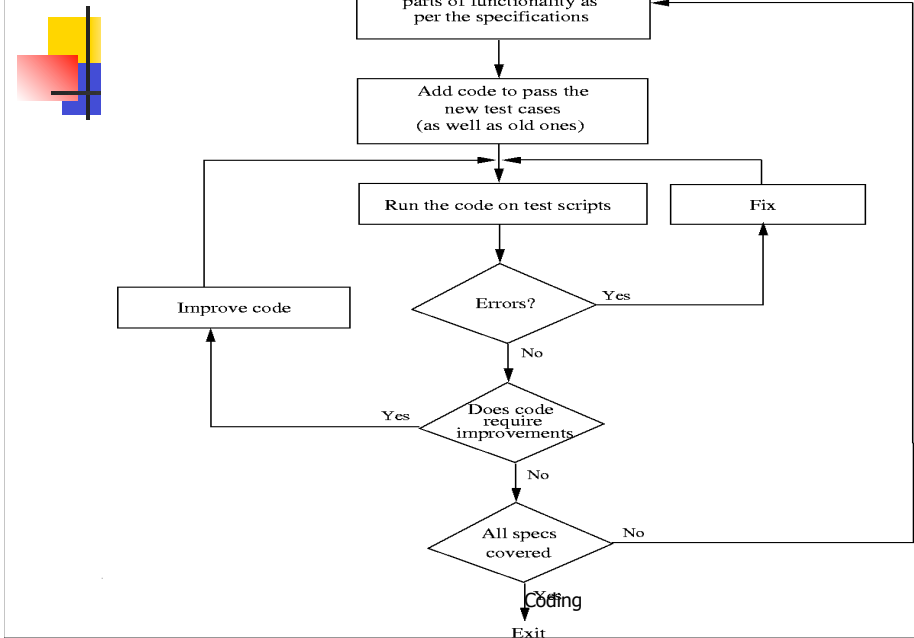 parts of functionality as
per the specifications
Add code to pass the
new test cases
(as well as old ones)
Run the code on test scripts
Fix
Improve code
Errors?
Yes
No
Does code
require
improvements
Yes
No
All specs
covered
No
Yes
Coding
Exit